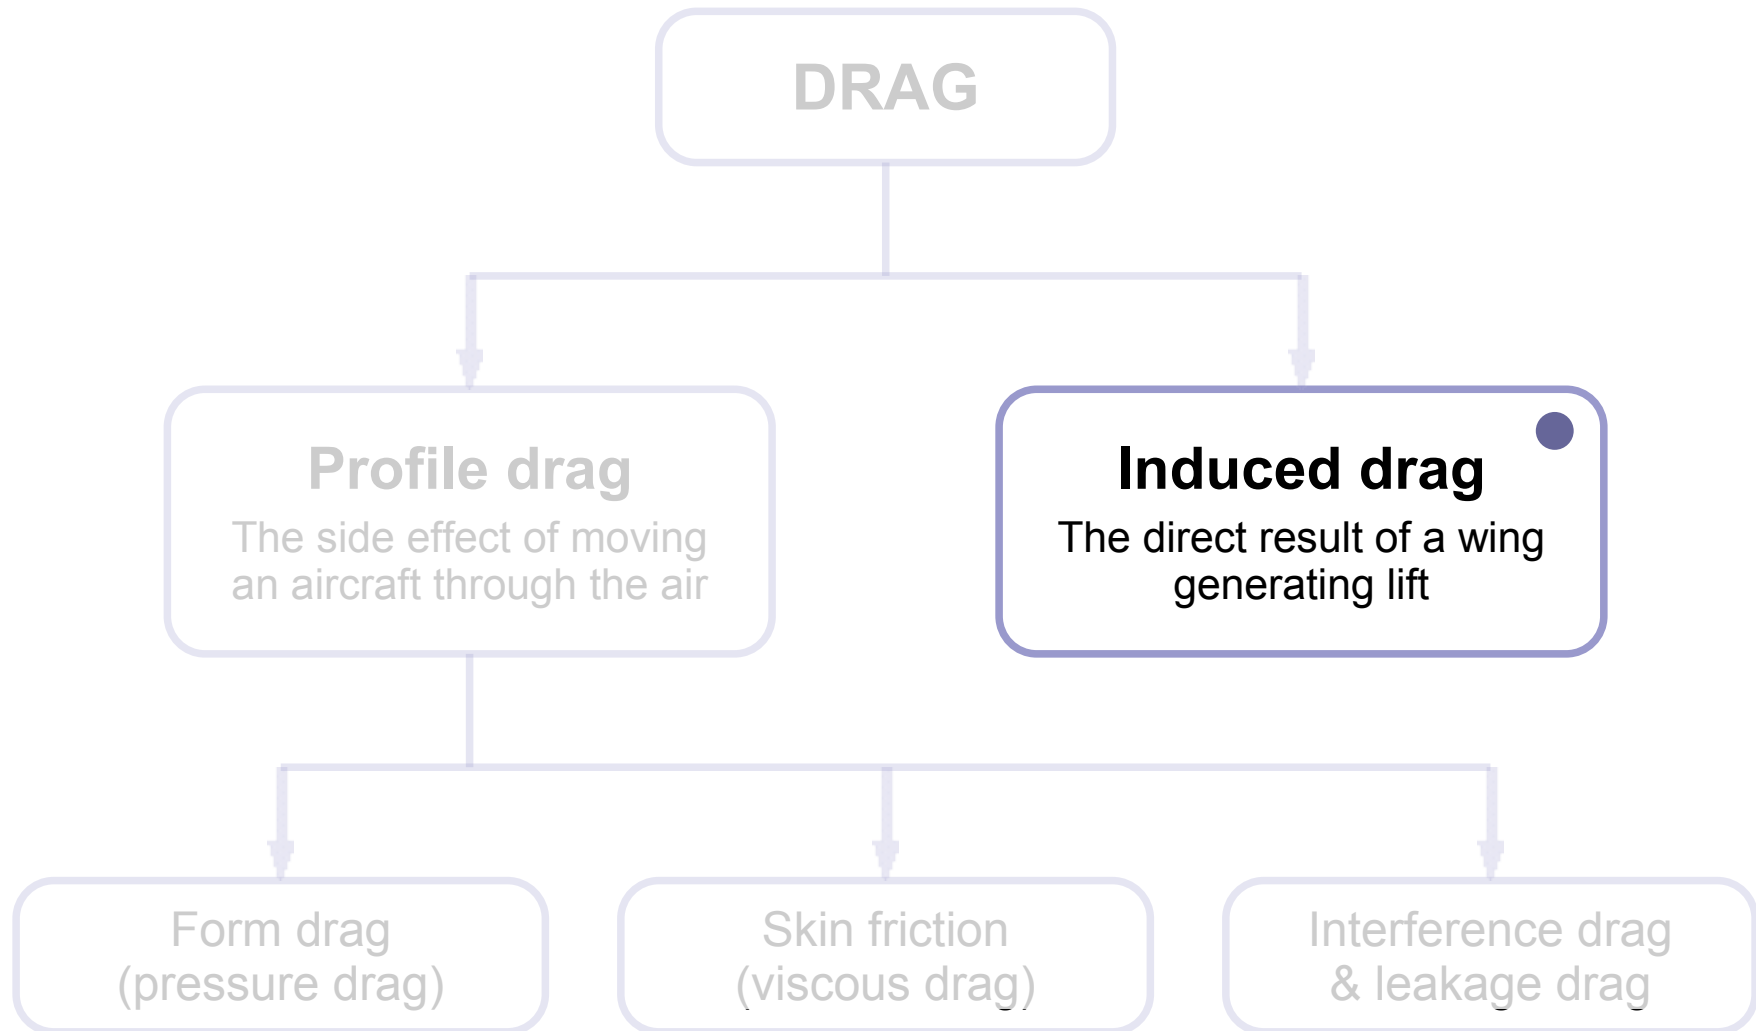 DRAG
Profile drag
The side effect of moving
an aircraft through the air
Induced drag
The direct result of a wing
generating lift
Form drag
(pressure drag)
Skin friction
(viscous drag)
Interference drag
& leakage drag